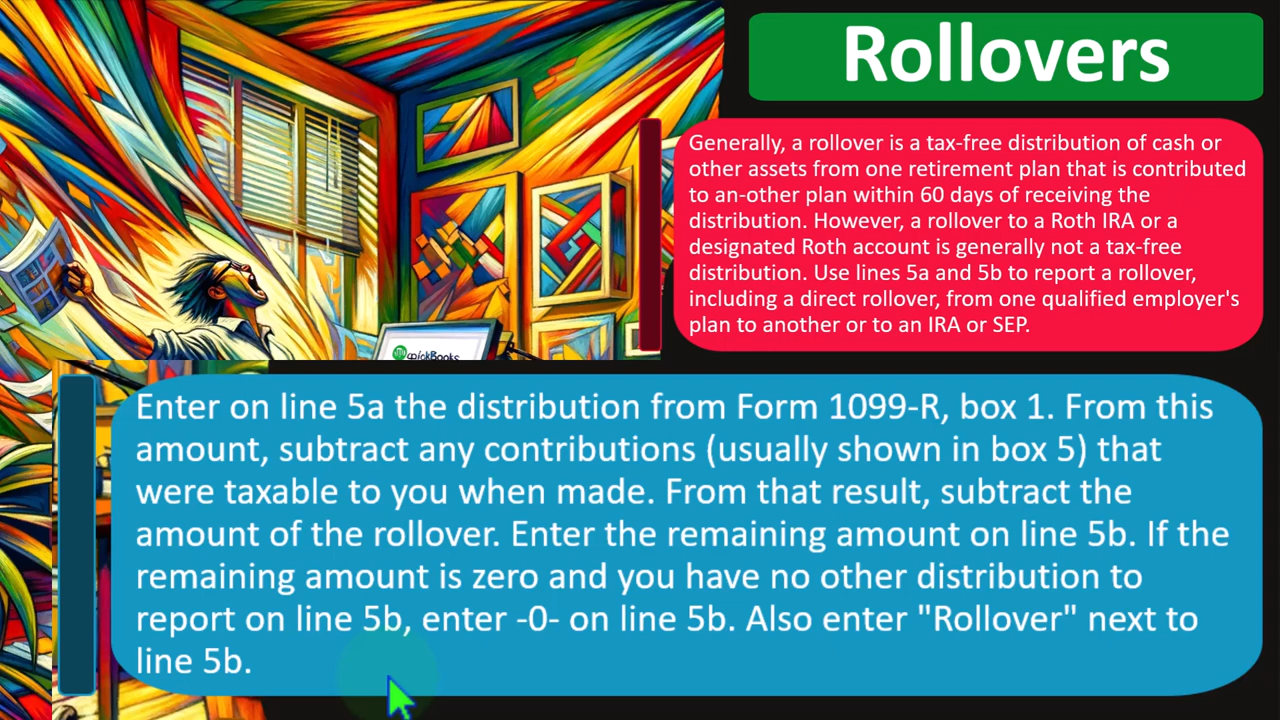 Rollovers
Generally, a rollover is a tax-free distribution of cash or
other assets from one retirement plan that is contributed
to an-other plan within 60 days of receiving the
distribution. However, a rollover to a Roth IRA or a
designated Roth account is generally not a tax-free
distribution. Use lines 5a and 5b to report a rollover,
including a direct rollover, from one qualified employer's
plan to another or to an IRA or SEP.
Enter on line 5a the distribution from Form 1099-R, box 1. From this
amount, subtract any contributions (usually shown in box 5) that
were taxable to you when made. From that result, subtract the
amount of the rollover. Enter the remaining amount on line 5b. If the
remaining amount is zero and you have no other distribution to
report on line 5b, enter -0- on line 5b. Also enter "Rollover" next to
line 5b.